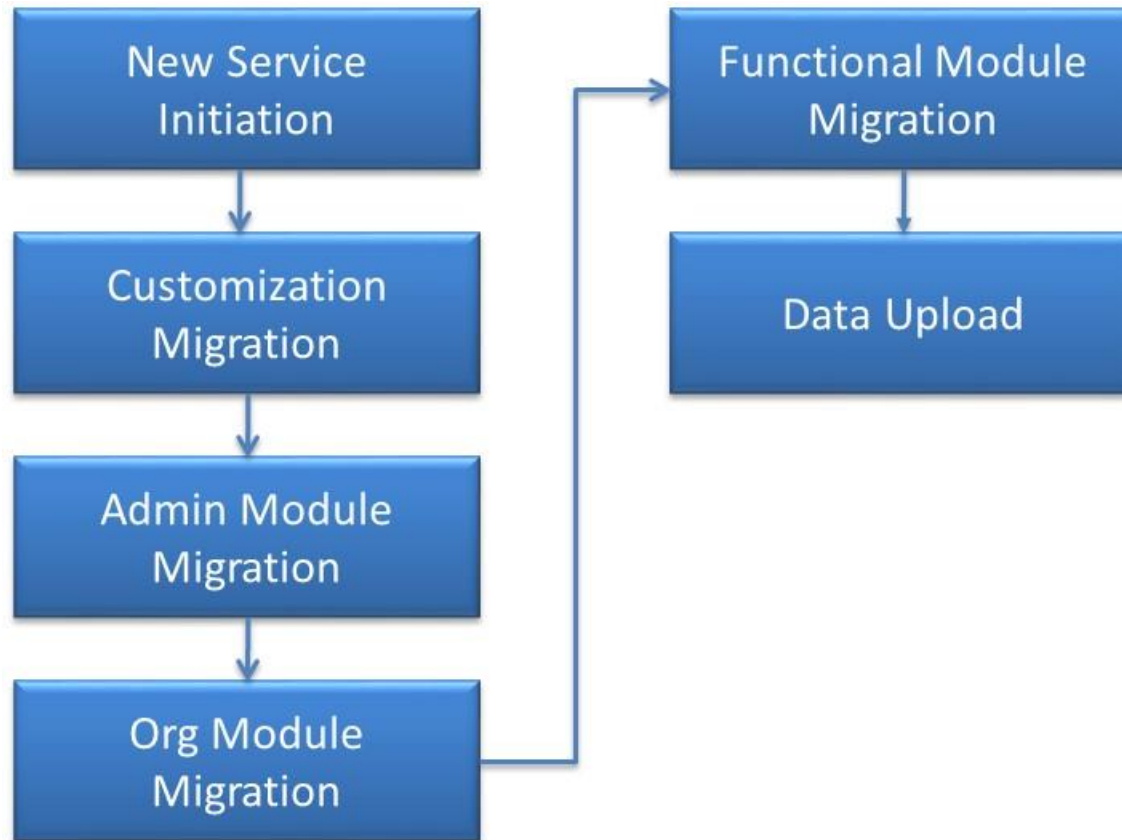 New Service
Initiation
Customization
Migration
Admin Module
Migration
Org Module
Migration
Functional Module
Migration
Data Upload